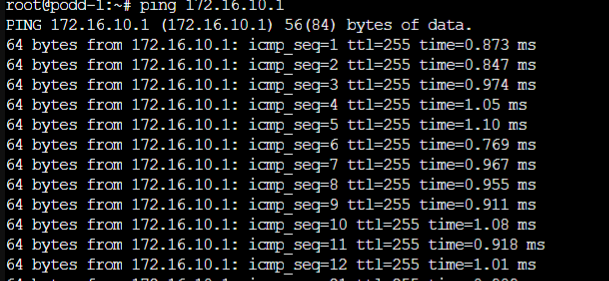 root@podd-1:~# ping 172.16.10.1
PING 172.16.10.1 (172.16.10.1) 56(84) bytes of data.
64 bytes from 172.16.10.1: icmp_seq=1 ttl=255 time=0.873 ms
64 bytes from 172.16.10.1: icmp_seq=2 ttl=255 time=0.847 ms
64 bytes from 172.16.10.1: icmp_seq=3 ttl=255 time=0.974 ms
64 bytes from 172.16.10.1: icmp_seq=4 ttl=255 time=1.05 ms
64 bytes from 172.16.10.1: icmp_seq=5 ttl=255 time=1.10 ms
64 bytes from 172.16.10.1: icmp_seq=6 ttl=255 time=0.769 ms
64 bytes from 172.16.10.1: icmp_seq=7 ttl=255 time=0.967 ms
64 bytes from 172.16.10.1: icmp_seq=8 ttl=255 time=0.955 ms
64 bytes from 172.16.10.1: icmp_seq=9 ttl=255 time=0.911 ms
64 bytes from 172.16.10.1: icmp_seq=10 ttl=255 time=1.08 ms
64 bytes from 172.16.10.1: icmp_seq=11 ttl=255 time=0.918 ms
64 bytes from 172.16.10.1: icmp_seq=12 ttl=255 time=1.01 ms